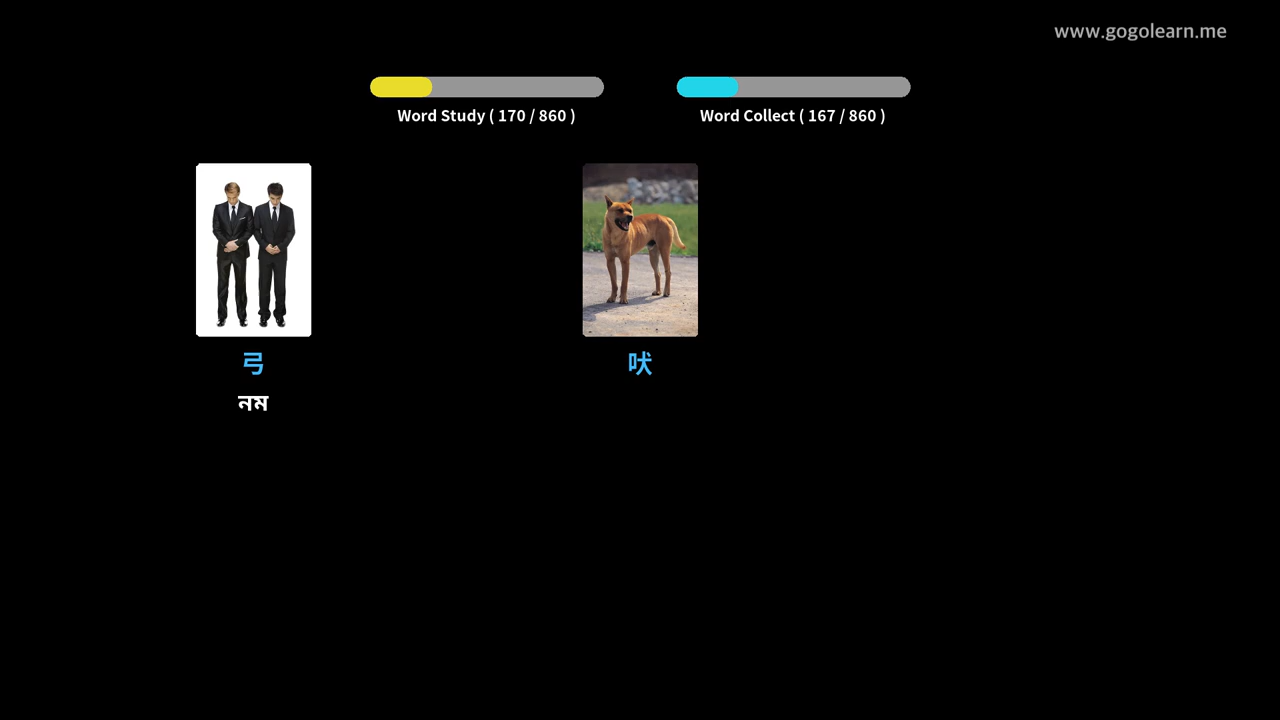 www.gogolearn.me
Word Study ( 170 / 860 )
Word Collect ( 167 / 860 )
弓
吠
নম